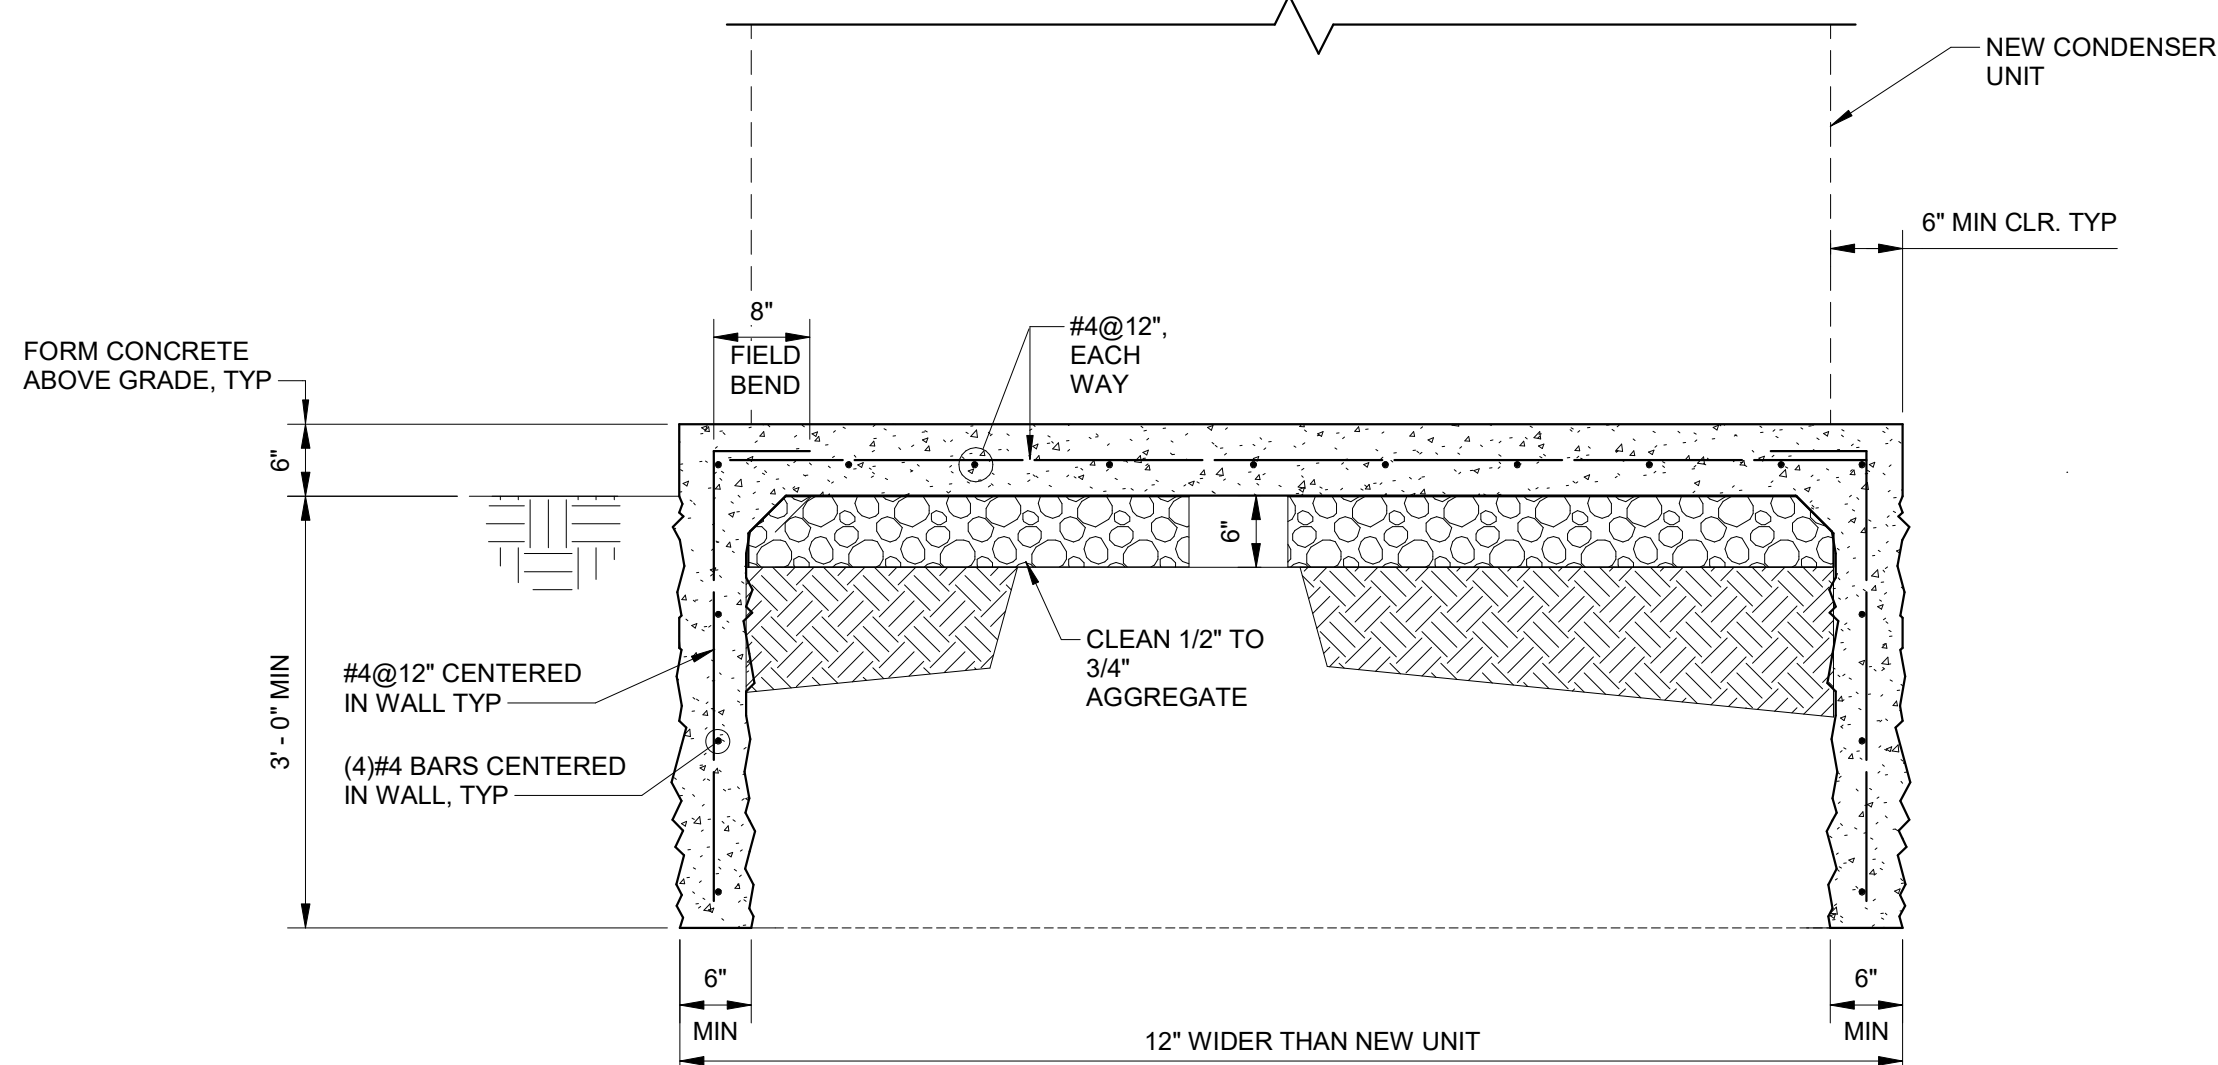 NEW CONDENSER
UNIT
6" MIN CLR. TYP
8"
FIELD
BEND
#4@12",
EACH
WAY
FORM CONCRETE
ABOVE GRADE, TYP
6"
6"
3' - 0" MIN
CLEAN 1/2" TO
3/4"
AGGREGATE
#4@12" CENTERED
IN WALL TYP
(4)#4 BARS CENTERED
IN WALL, TYP
6"
MIN
6"
MIN
12" WIDER THAN NEW UNIT